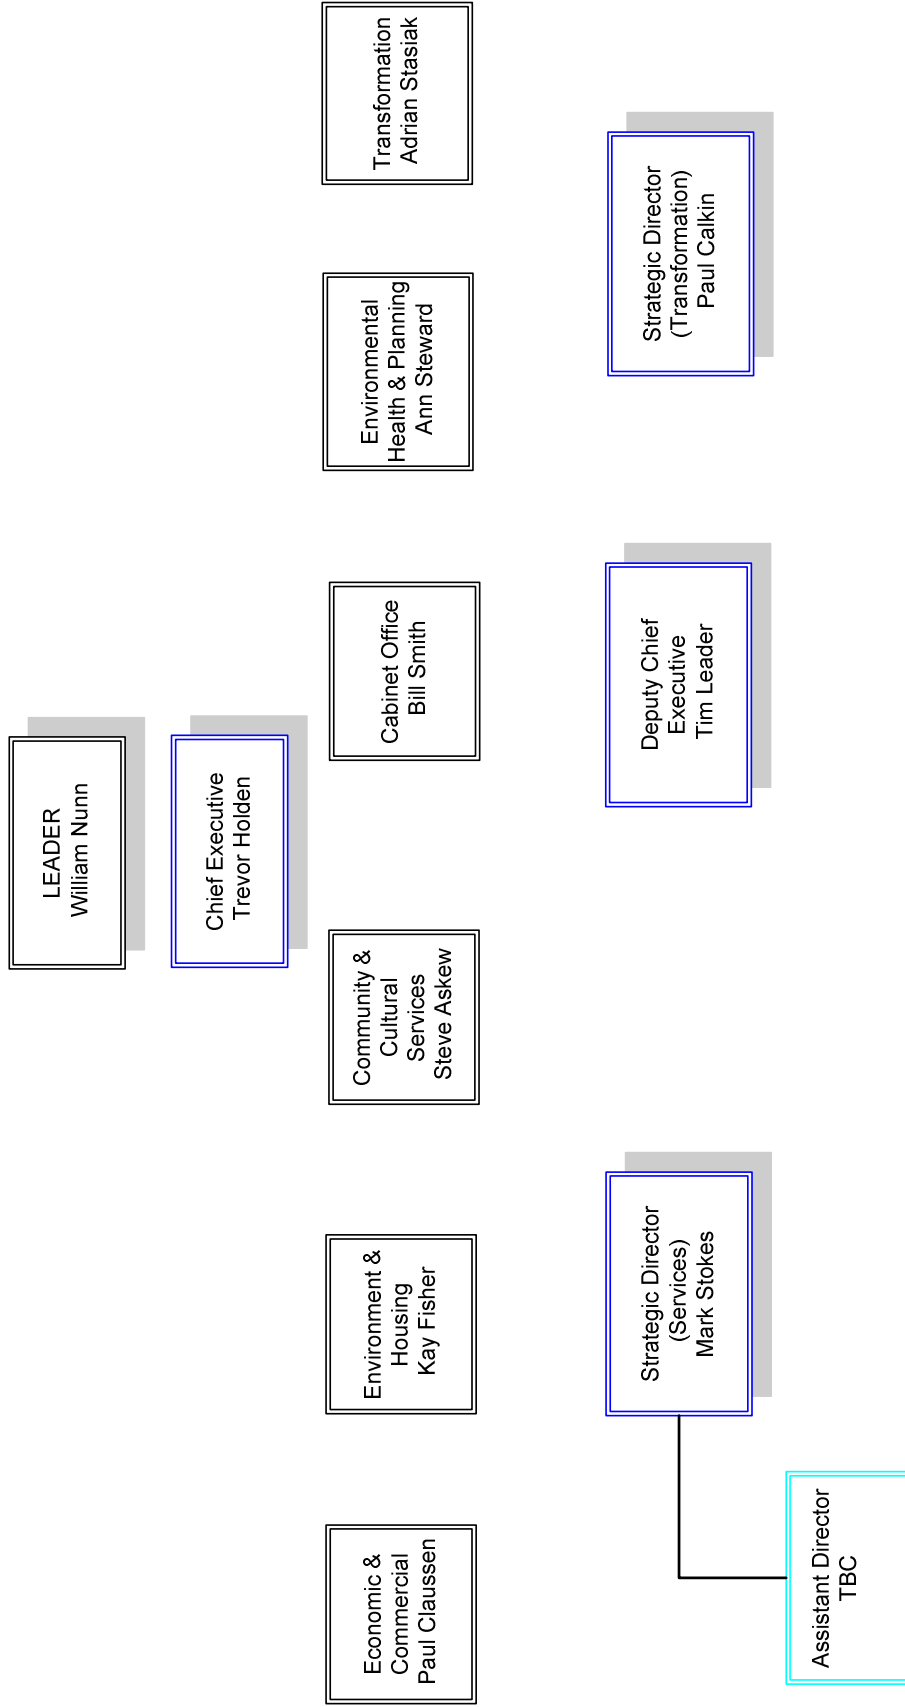 LEADER
William Nunn
Chief Executive
Trevor Holden
Economic &
Commercial
Paul Claussen
Environment &
Housing
Kay Fisher
Community &
Cultural
Services
Steve Askew
Cabinet Office
Bill Smith
Environmental
Health & Planning
Ann Steward
Transformation
Adrian Stasiak
Strategic Director
(Services)
Mark Stokes
Deputy Chief
Executive
Tim Leader
Strategic Director
(Transformation)
Paul Calkin
Assistant Director
TBC